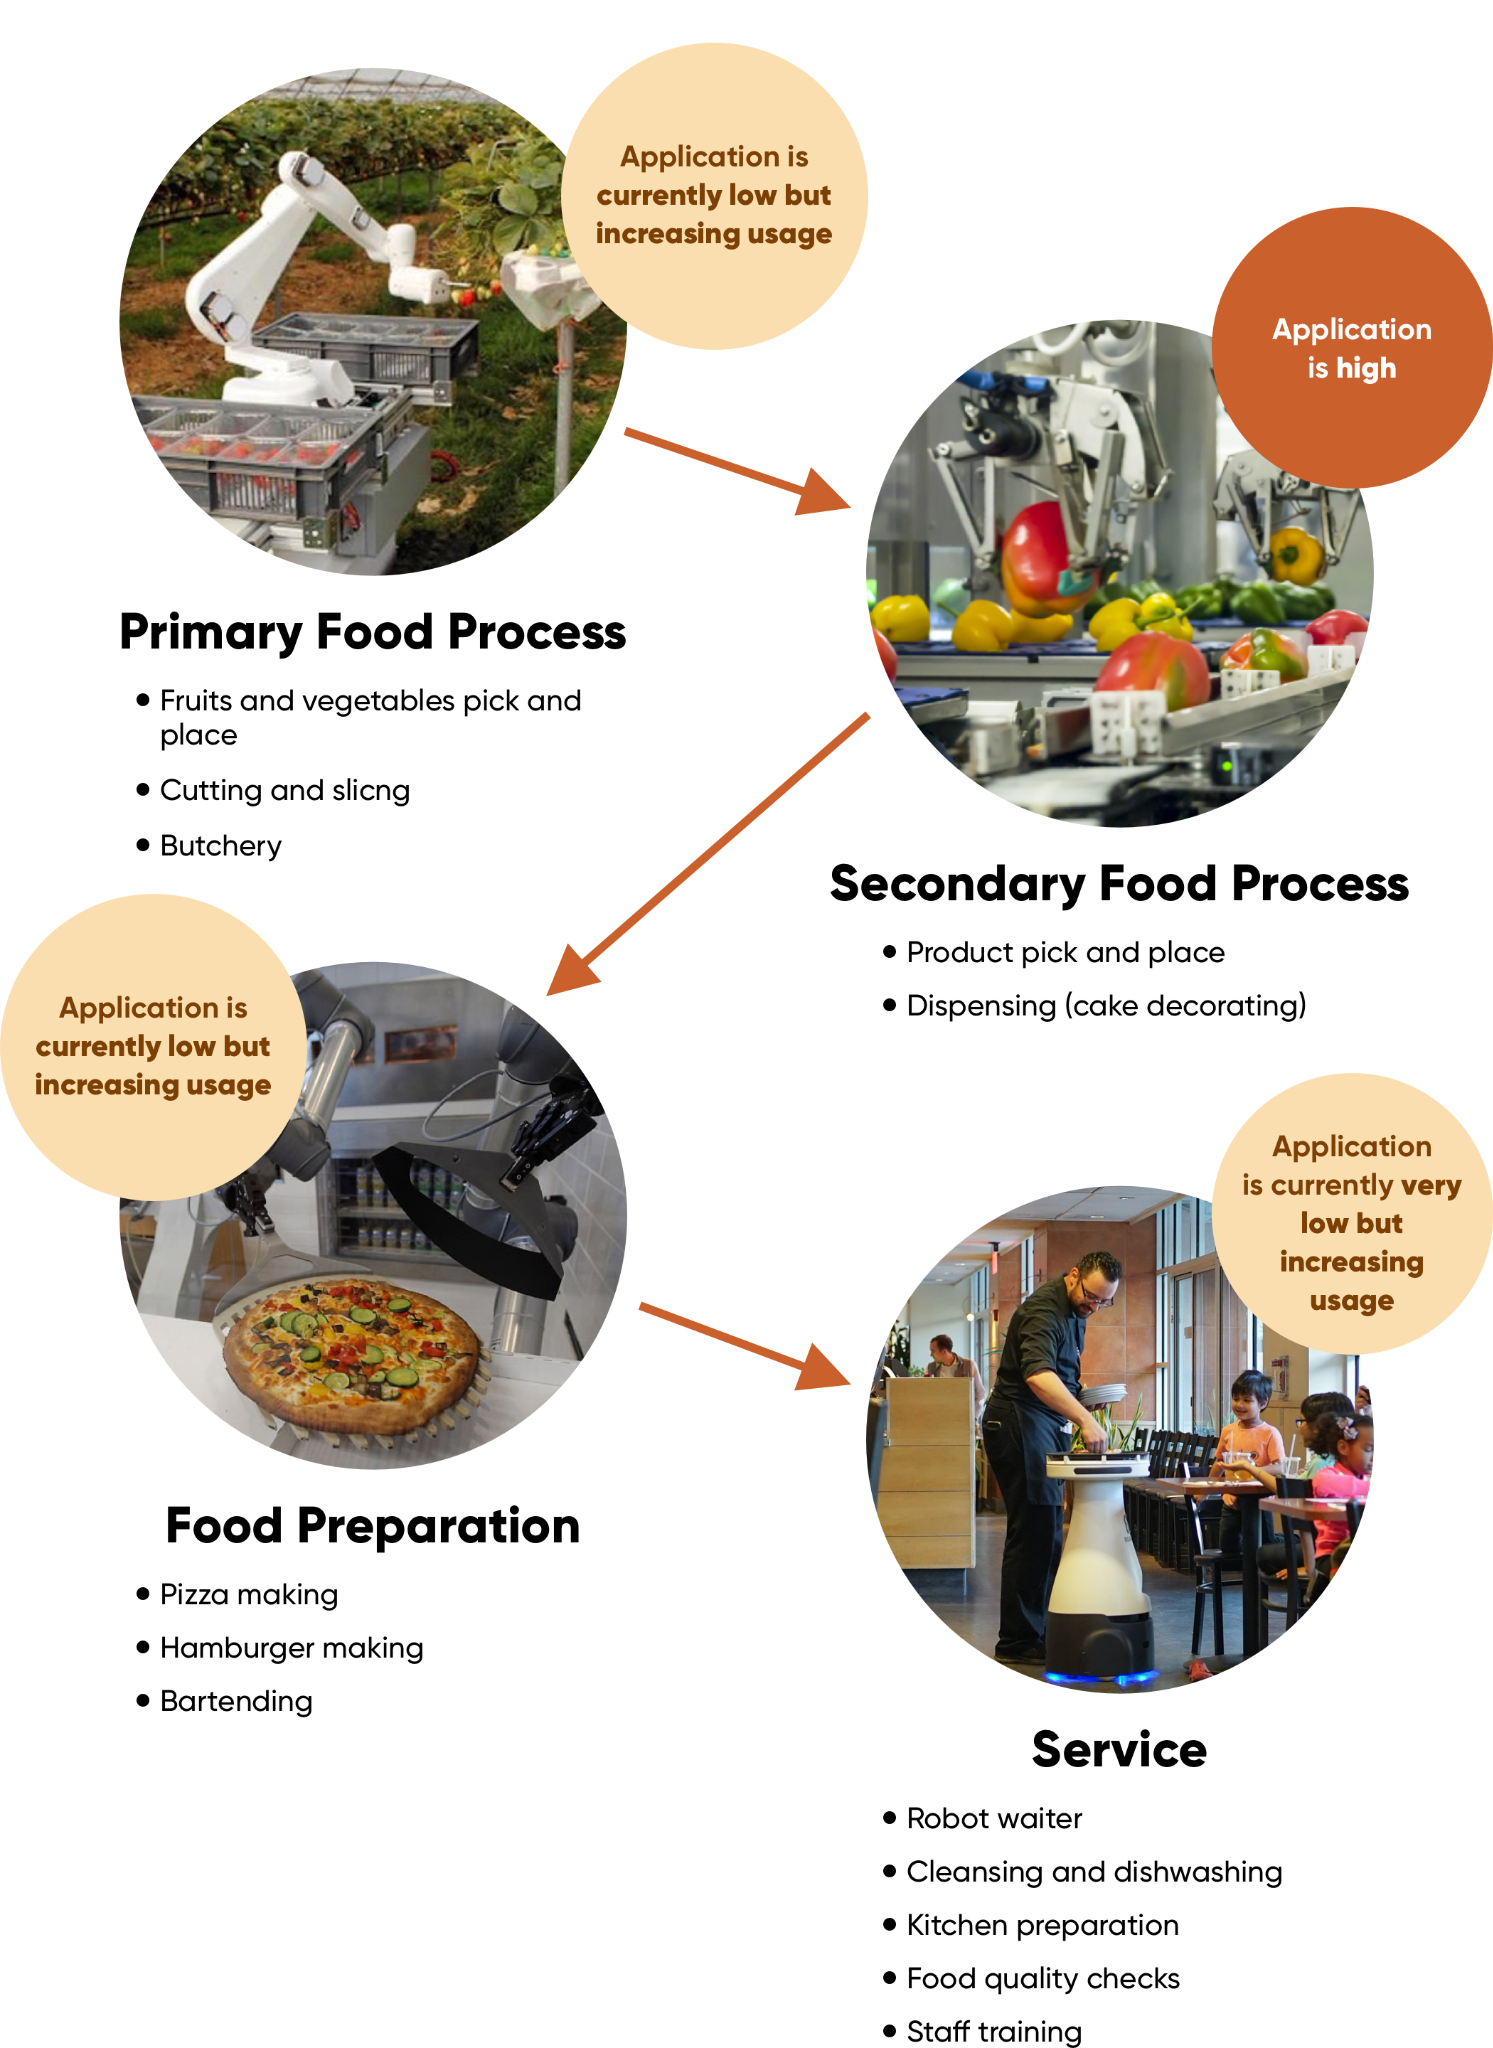 Application is
currently low but
increasing usage
Primary Food Process
• Fruits and vegetables pick and
place
• Cutting and slicng
• Butchery
Application
is high
Secondary Food Process
• Product pick and place
• Dispensing (cake decorating)
Application is
currently low but
increasing usage
Food Preparation
• Pizza making
• Hamburger making
• Bartending
Application
is currently very
low but
increasing
usage
Service
• Robot waiter
• Cleansing and dishwashing
• Kitchen preparation
• Food quality checks
• Staff training